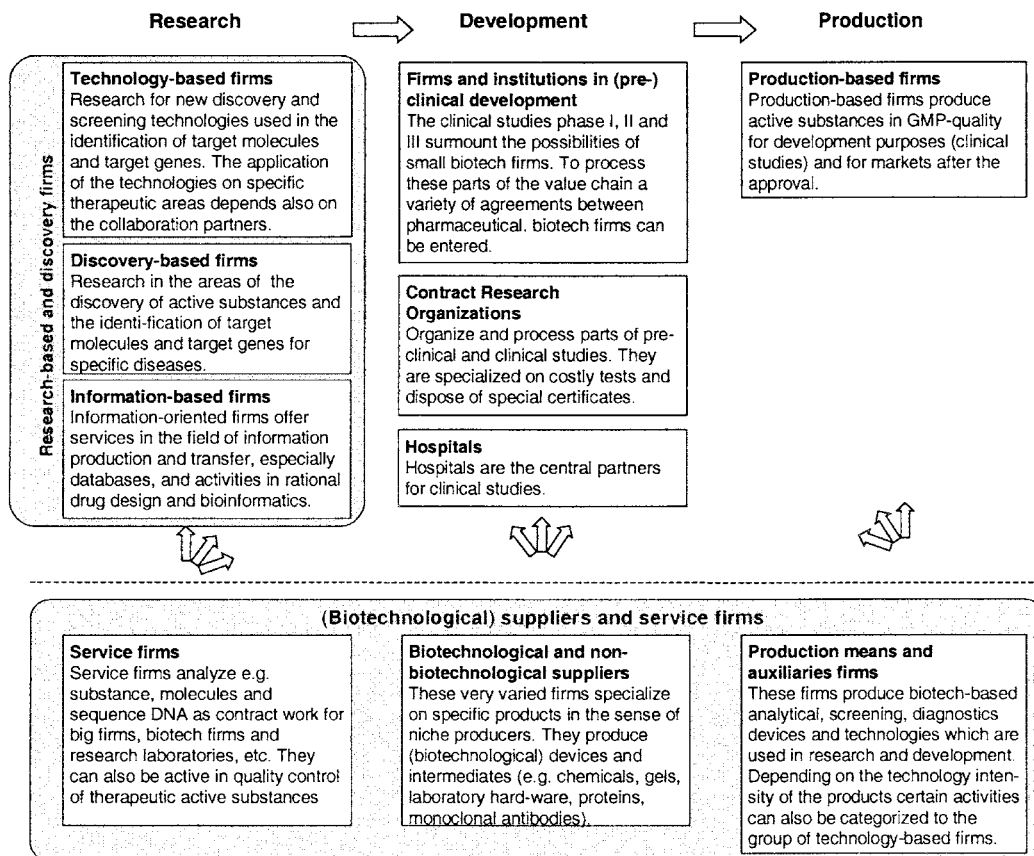 Research
Development
Production
Research-based and discovery firms
Technology-based firms
Research for new discovery and
screening technologies used in the
identification of target molecules
and target genes. The application
of the technologies on specific
therapeutic areas depends also on
the collaboration partners.
Discovery-based firms
Research in the areas of the
discovery of active substances and
the identi-fication of target
molecules and target genes for
specific diseases.
Information-based firms
Information-oriented firms offer
services in the field of information
production and transfer, especially
databases, and activities in rational
drug design and bioinformatics.
Firms and institutions in (pre-)
clinical development
The clinical studies phase I, II and
III surmount the possibilities of
small biotech firms. To process
these parts of the value chain a
variety of agreements between
pharmaceutical. biotech firms can
be entered.
Contract Research
Organizations
Organize and process parts of pre-
clinical and clinical studies. They
are specialized on costly tests and
dispose of special certificates.
Hospitals
Hospitals are the central partners
for clinical studies.
Production-based firms
Production-based firms produce
active substances in GMP-quality
for development purposes (clinical
studies) and for markets after the
approval.
(Biotechnological) suppliers and service firms
Service firms
Service firms analyze e.g.
substance, molecules and
sequence DNA as contract work for
big firms, biotech firms and
research laboratories, etc. They
can also be active in quality control
of therapeutic active substances
Biotechnological and non-
biotechnological suppliers
These very varied firms specialize
on specific products in the sense of
niche producers. They produce
(biotechnological) devices and
intermediates (e.g. chemicals, gels,
laboratory hard-ware, proteins,
monoclonal antibodies).
Production means and
auxiliaries firms
These firms produce biotech-based
analytical, screening, diagnostics
devices and technologies which are
used in research and development.
Depending on the technology inten-
sity of the products certain activities
can also be categorized to the
group of technology-based firms.